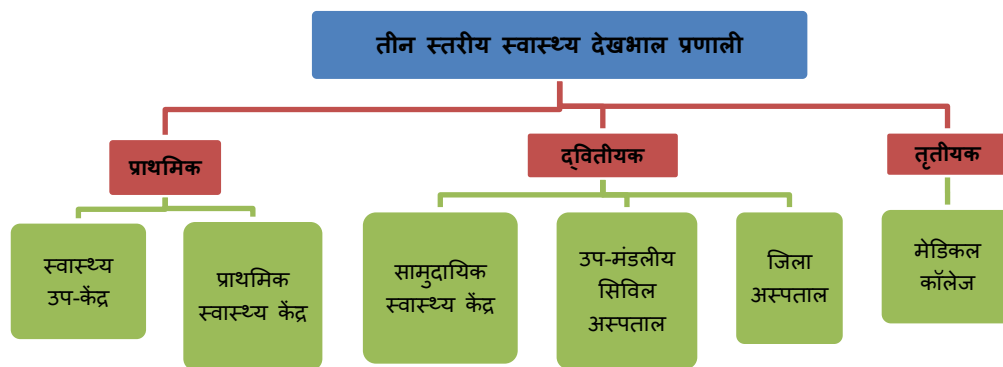 तीन स्तरीय स्वास्थ्य देखभाल प्रणाली
प्राथमिक
द्वितीयक
तृतीयक
स्वास्थ्य
उप-केंद्र
प्राथमिक
स्वास्थ्य केंद्र
सामुदायिक
स्वास्थ्य केंद्र
उप-मंडलीय
सिविल
अस्पताल
जिला
अस्पताल
मेडिकल
कॉलेज